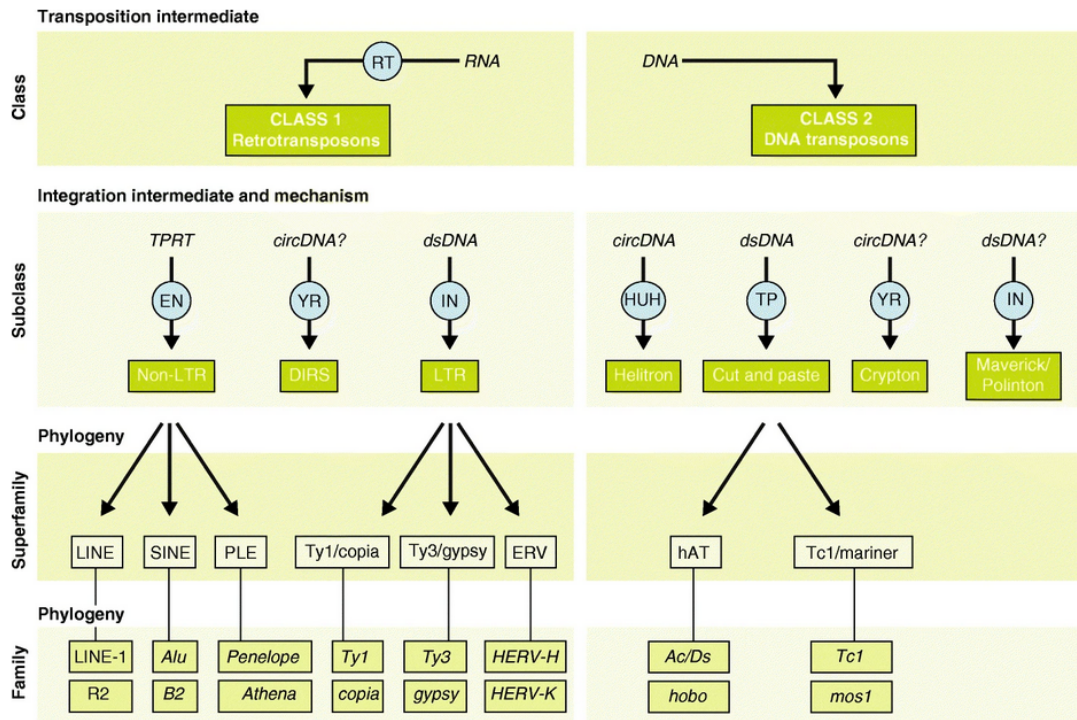 Transposition intermediate
Class
RT
RNA
DNA
CLASS 1
Retrotransposons
CLASS 2
DNA transposons
Integration intermediate and mechanism
Subclass
TPRT
circDNA?
dsDNA
circDNA
dsDNA
circDNA?
dsDNA?
EN
YR
IN
HUH
TP
YR
IN
Non-LTR
DIRS
LTR
Helitron
Cut and paste
Crypton
Maverick/
Polinton
Phylogeny
Superfamily
LINE
SINE
PLE
Ty1/copia
Ty3/gypsy
ERV
hAT
Tc1/mariner
Phylogeny
Family
LINE-1
Alu
Penelope
Ty1
Ty3
HERV-H
Ac/Ds
Tc1
R2
B2
Athena
copia
gypsy
HERV-K
hobo
mos1